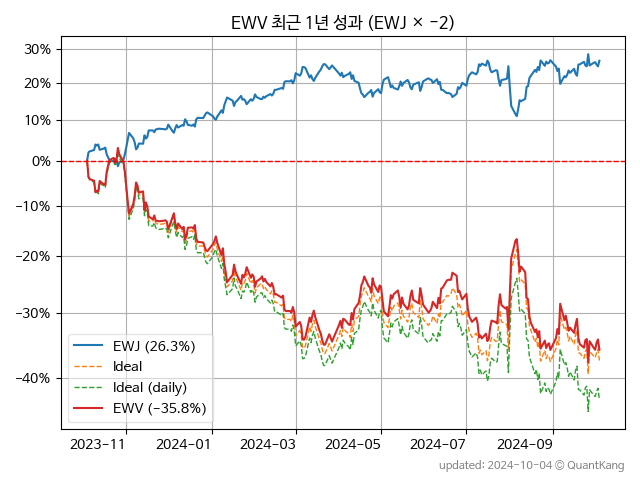 EWV 최근 1년 성과 (EWJ × −2)
30%
20%
10%
0%
−10%
−20%
−30%
−40%
EWJ (26.3%)
Ideal
Ideal (daily)
EWV (−35.8%)
2023-11
2024-01
2024-03
2024-05
2024-07
2024-09
updated: 2024-10-04 © QuantKang